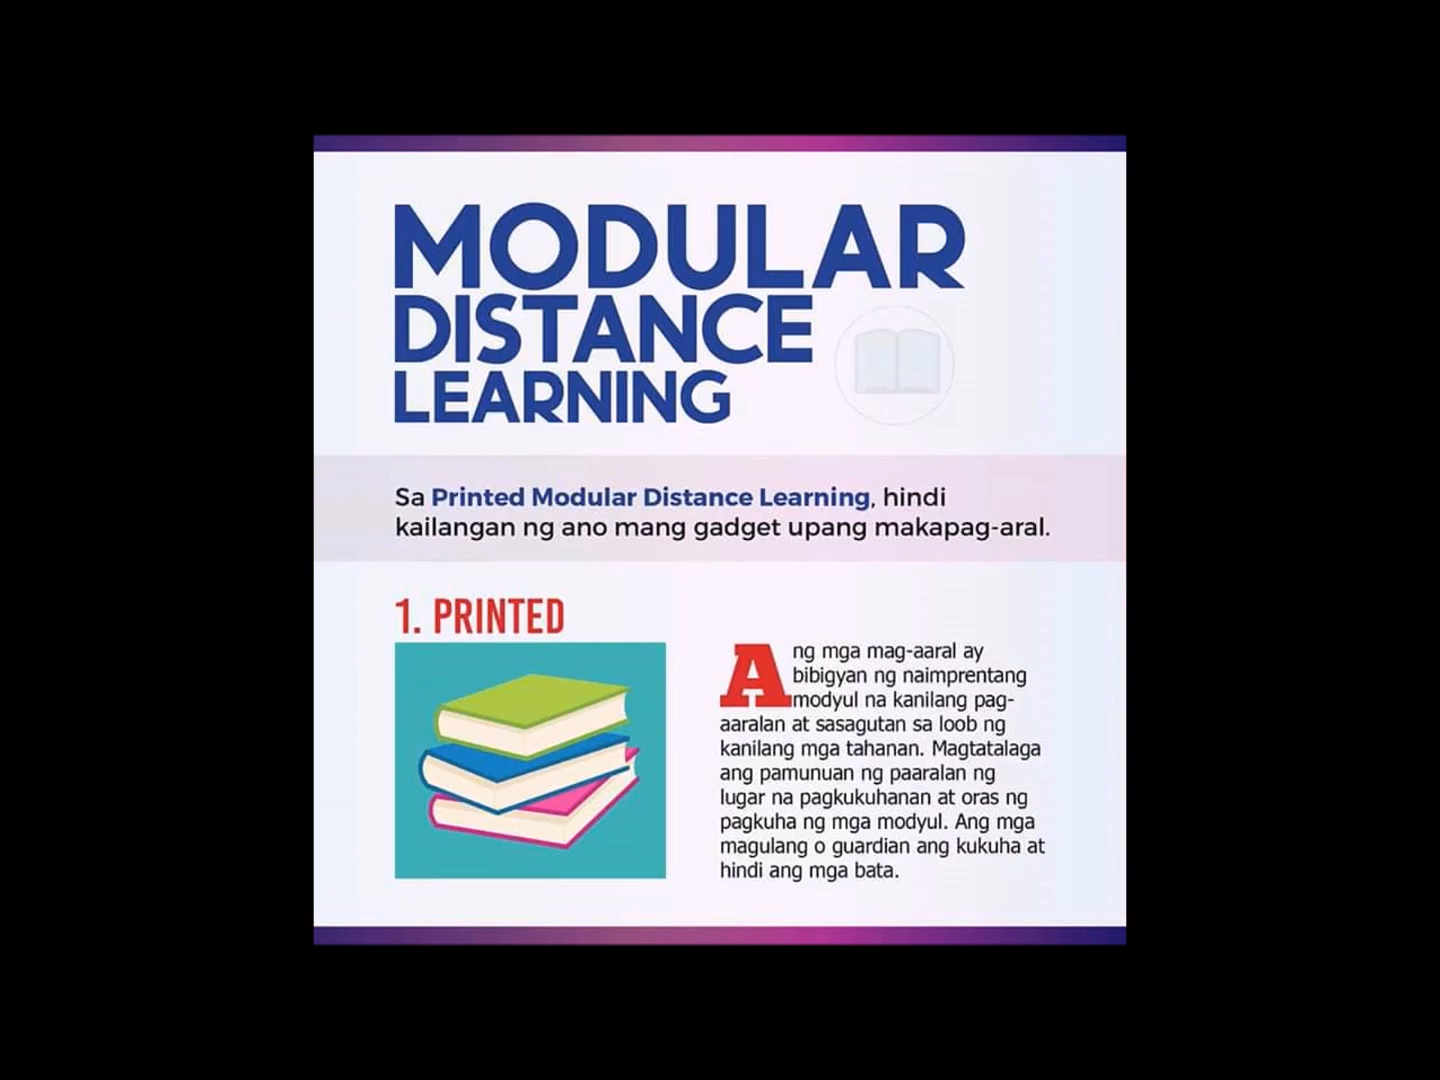 MODULAR
DISTANCE
LEARNING
Sa Printed Modular Distance Learning, hindi
kailangan ng ano mang gadget upang makapag-aral.
1. PRINTED
Ang mga mag-aaral ay
bibigyan ng naimprentang
modyul na kanilang pag-
aaralan at sasagutan sa loob ng
kanilang mga tahanan. Magtatalaga
ang pamunuan ng paaralan ng
lugar na pagkukuhanan at oras ng
pagkuha ng mga modyul. Ang mga
magulang o guardian ang kukuha at
hindi ang mga bata.